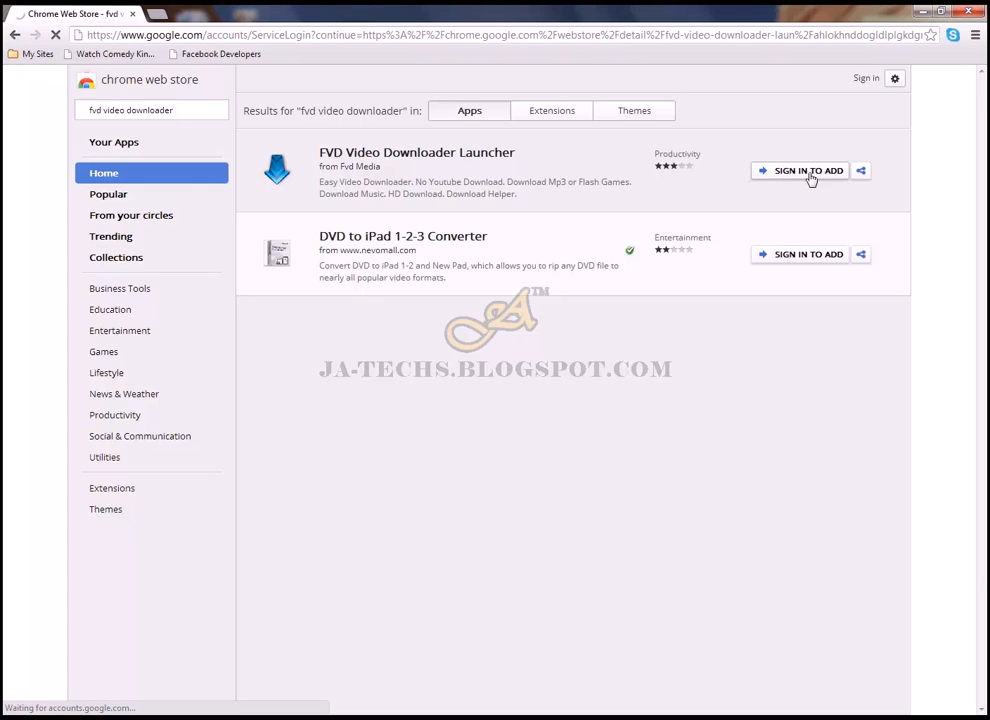 Chrome Web Store - fvd v
https://www.google.com/accounts/ServiceLogin?continue=https%3A%2F%2Fchrome.google.com%2Fwebstore%2Fdetail%2Ffvd-video-downloader-laun%2Fahlokhnddogldlplgkdgn
My Sites
Watch Comedy Kin...
Facebook Developers
chrome web store
Sign in
fvd video downloader
Results for "fvd video downloader" in:
Apps
Extensions
Themes
Your Apps
Home
Popular
From your circles
Trending
Collections
Business Tools
Education
Entertainment
Games
Lifestyle
News & Weather
Productivity
Social & Communication
Utilities
Extensions
Themes
FVD Video Downloader Launcher
from Fvd Media
Easy Video Downloader. No Youtube Download. Download Mp3 or Flash Games.
Download Music. HD Download. Download Helper.
Productivity
SIGN IN TO ADD
DVD to iPad 1-2-3 Converter
from www.nevomall.com
Convert DVD to iPad 1-2 and New Pad, which allows you to rip any DVD file to
nearly all popular video formats.
Entertainment
SIGN IN TO ADD
JA™
JA-TECHS.BLOGSPOT.COM
Waiting for accounts.google.com...